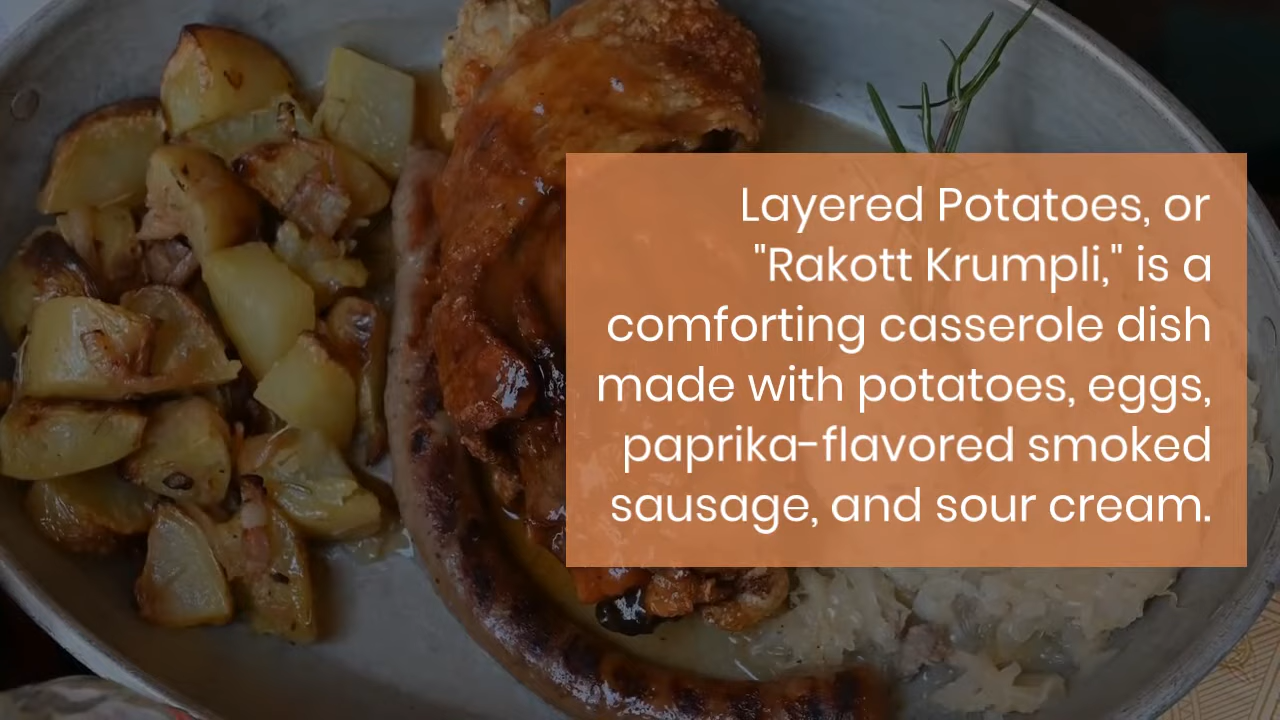 Layered Potatoes, or
"Rakott Krumpli," is a
comforting casserole dish
made with potatoes, eggs,
paprika-flavored smoked
sausage, and sour cream.